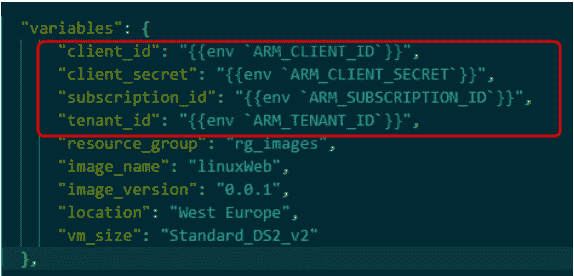 "variables": {
"client_id": "{{env `ARM_CLIENT_ID`}}",
"client_secret": "{{env `ARM_CLIENT_SECRET`}}",
"subscription_id": "{{env `ARM_SUBSCRIPTION_ID`}}",
"tenant_id": "{{env `ARM_TENANT_ID`}}",
"resource_group": "rg_images",
"image_name": "linuxWeb",
"image_version": "0.0.1",
"location": "West Europe",
"vm_size": "Standard_DS2_v2"
},